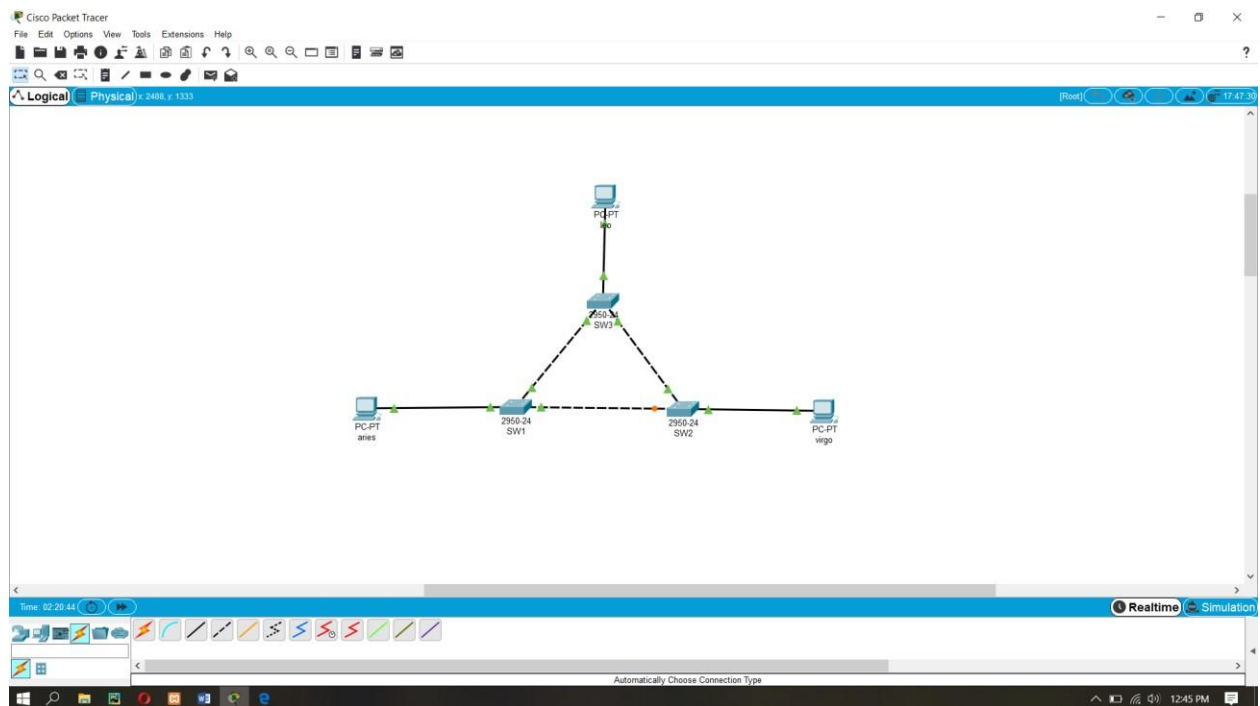 Cisco Packet Tracer
File Edit Options View Tools Extensions Help
?
Logical Physical x: 2488, y: 1333 [Root] 17:47:30
PC-PT
leo
2950-24
SW3
PC-PT
aries
2950-24
SW1
2950-24
SW2
PC-PT
virgo
Time: 02:20:44 Realtime Simulation
Automatically Choose Connection Type
12:45 PM